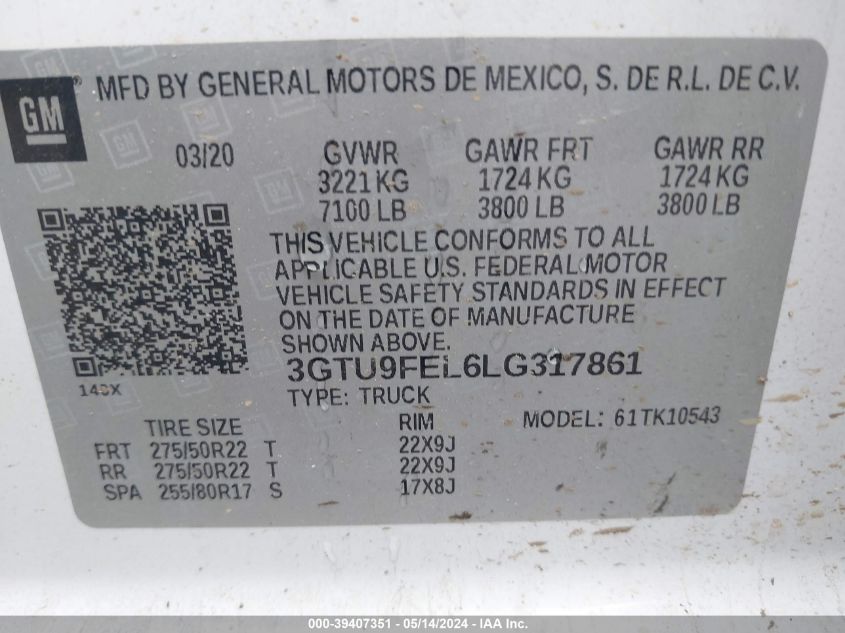 GM
MFD BY GENERAL MOTORS DE MEXICO, S. DE R.L. DE C.V.
03/20 GVWR GAWR FRT GAWR RR
3221 KG 1724 KG 1724 KG
7100 LB 3800 LB 3800 LB
THIS VEHICLE CONFORMS TO ALL
APPLICABLE U.S. FEDERAL MOTOR
VEHICLE SAFETY STANDARDS IN EFFECT
ON THE DATE OF MANUFACTURE
SHOWN ABOVE.
3GTU9FEL6LG317861
TYPE: TRUCK
TIRE SIZE RIM MODEL: 61TK10543
FRT 275/50R22 T 22X9J
RR 275/50R22 T 22X9J
SPA 255/80R17 S 17X8J
000-39407351 - 05/14/2024 - IAA Inc.